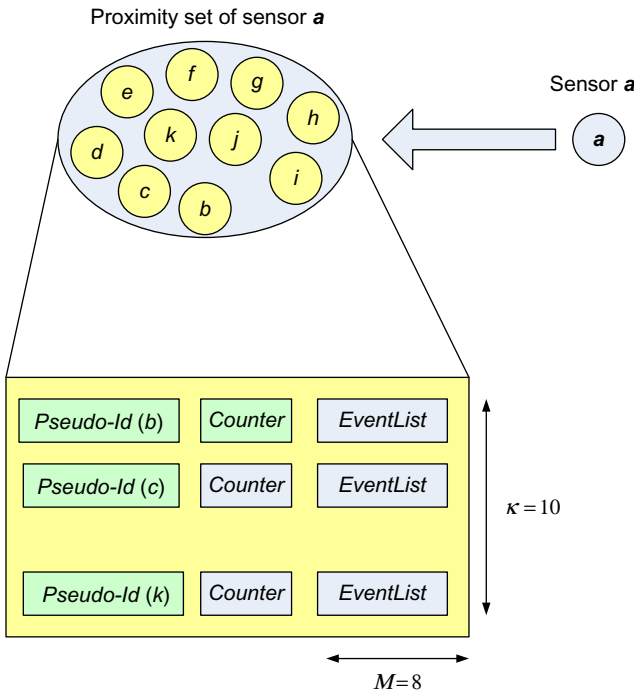 Proximity set of sensor a
Sensor a
f
g
e
h
k
j
a
d
i
c
b
Pseudo-Id (b) Counter EventList
Pseudo-Id (c) Counter EventList
κ=10
Pseudo-Id (k) Counter EventList
M=8